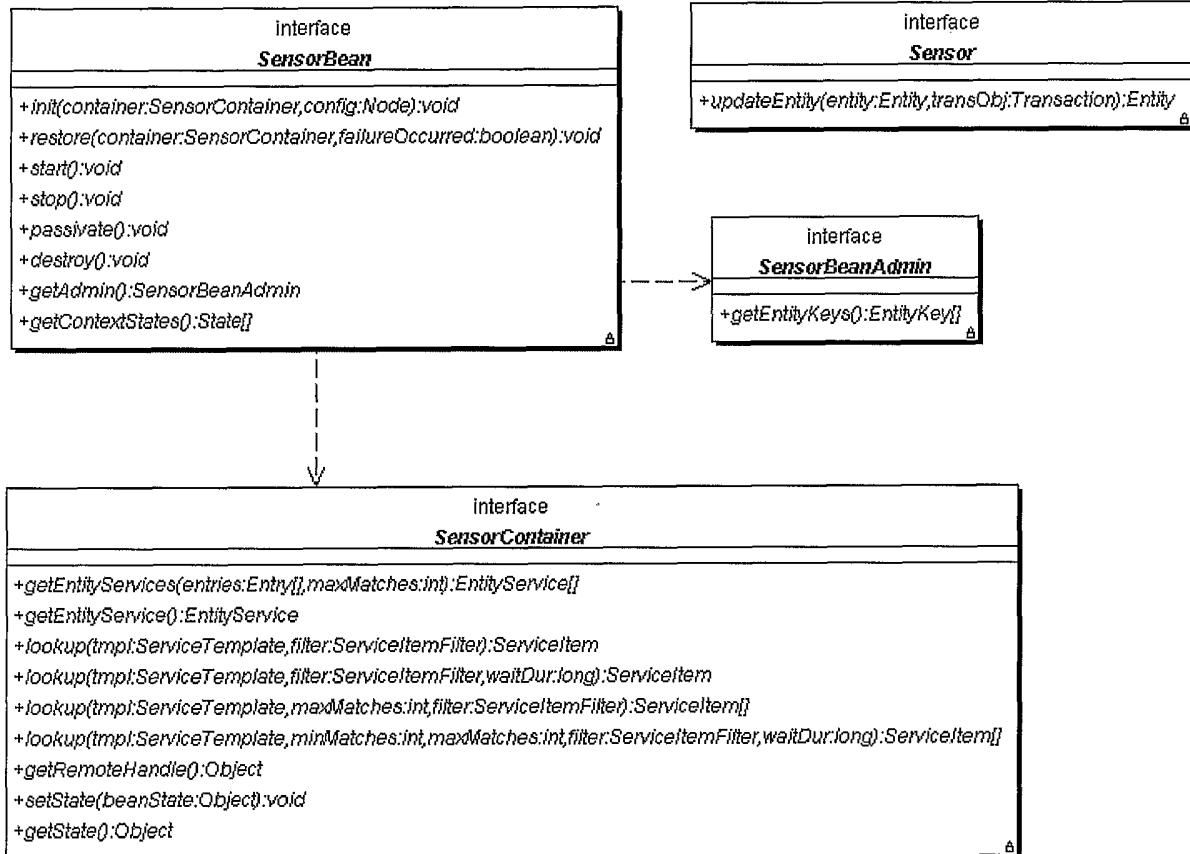 interface
SensorBean
+init(container:SensorContainer,config:Node):void
+restore(container:SensorContainer,failureOccurred:boolean):void
+start():void
+stop():void
+passivate():void
+destroy():void
+getAdmin():SensorBeanAdmin
+getContextStates():State[]
interface
Sensor
+updateEntity(entity:Entity,transObj:Transaction):Entity
interface
SensorBeanAdmin
+getEntityKeys():EntityKey[]
interface
SensorContainer
+getEntityServices(entries:Entry[],maxMatches:int):EntityService[]
+getEntityService():EntityService
+lookup(tmpl:ServiceTemplate,filter:ServiceItemFilter):ServiceItem
+lookup(tmpl:ServiceTemplate,filter:ServiceItemFilter,waitDur:long):ServiceItem
+lookup(tmpl:ServiceTemplate,maxMatches:int,filter:ServiceItemFilter):ServiceItem[]
+lookup(tmpl:ServiceTemplate,minMatches:int,maxMatches:int,filter:ServiceItemFilter,waitDur:long):ServiceItem[]
+getRemoteHandle():Object
+setState(beanState:Object):void
+getState():Object